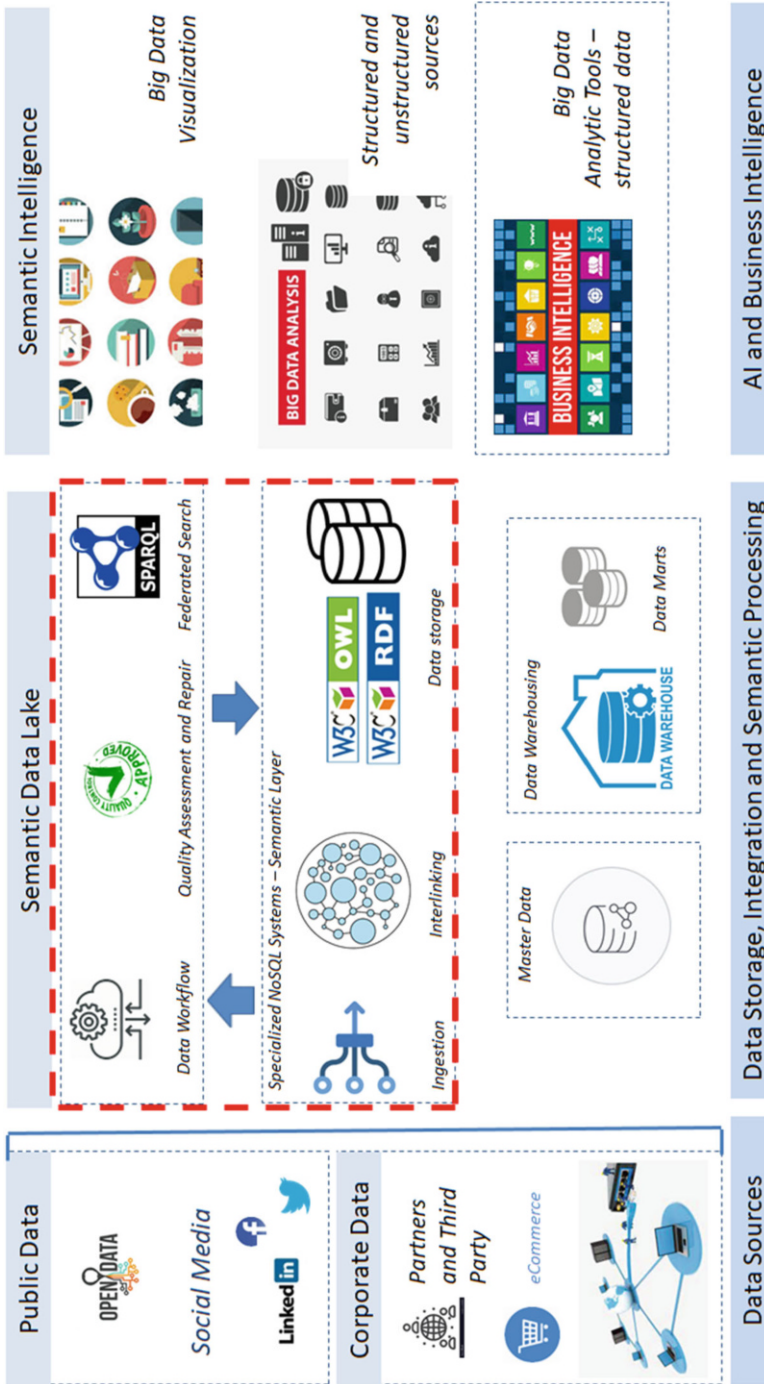 Public Data
OPEN DATA
Social Media
Linked in
Corporate Data
Partners
and Third
Party
eCommerce
Data Sources
Semantic Data Lake
Data Workflow
QUALITY CONTROL
APPROVED
Quality Assessment and Repair
SPARQL
Federated Search
Specialized NoSQL Systems – Semantic Layer
Ingestion
Interlinking
W3C OWL
W3C RDF
Data storage
Master Data
Data Warehousing
DATA WAREHOUSE
Data Marts
Data Storage, Integration and Semantic Processing
Semantic Intelligence
Big Data
Visualization
BIG DATA ANALYSIS
Structured and
unstructured
sources
BUSINESS INTELLIGENCE
Big Data
Analytic Tools –
structured data
AI and Business Intelligence